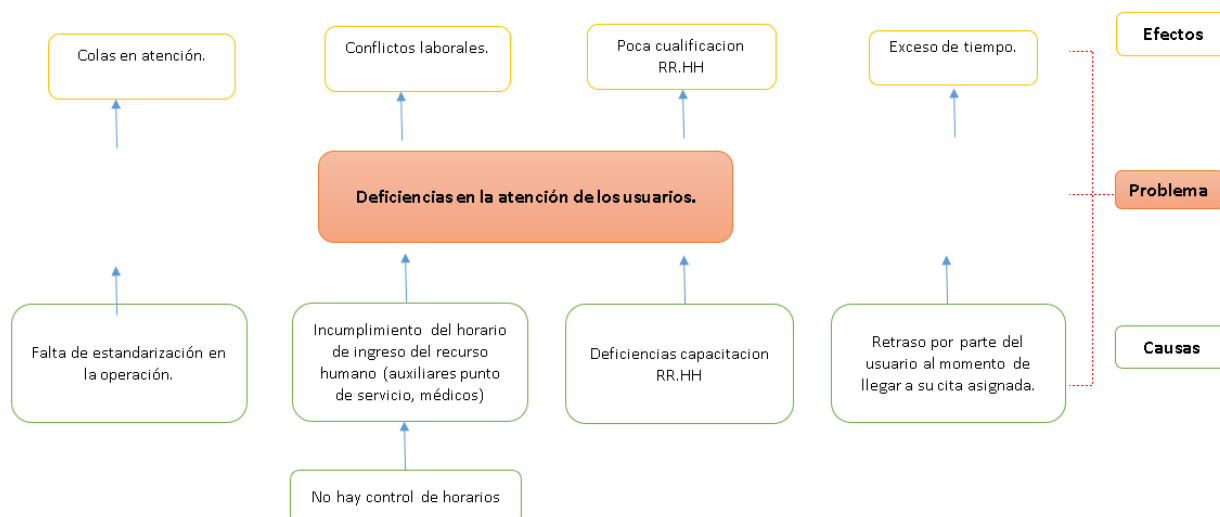 Colas en atención.
Conflictos laborales.
Poca cualificacion
RR.HH
Exceso de tiempo.
Efectos
Deficiencias en la atención de los usuarios.
Problema
Falta de estandarización en
la operación.
Incumplimiento del horario
de ingreso del recurso
humano (auxiliares punto
de servicio, médicos)
Deficiencias capacitacion
RR.HH
Retraso por parte del
usuario al momento de
llegar a su cita asignada.
Causas
No hay control de horarios